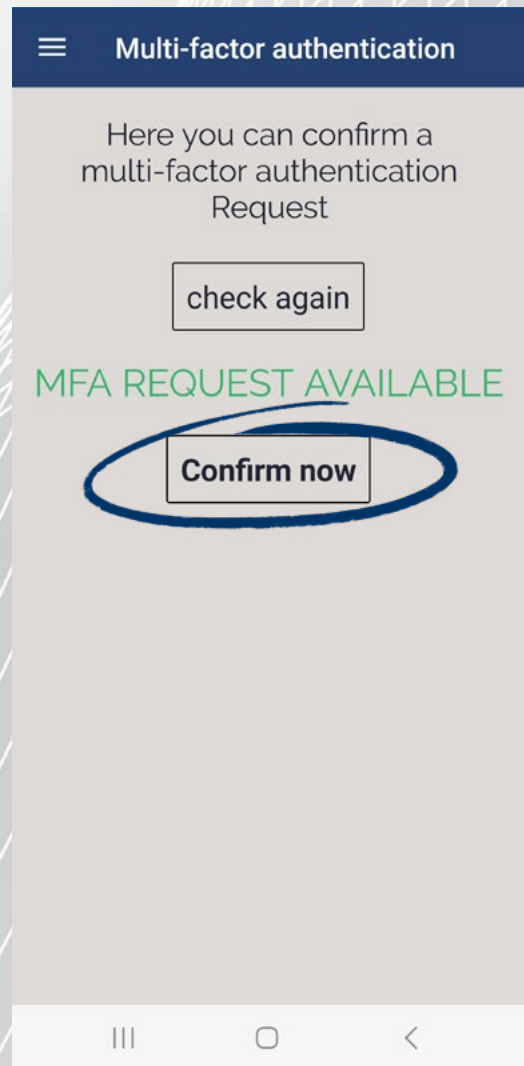 Multi-factor authentication
Here you can confirm a
multi-factor authentication
Request
check again
MFA REQUEST AVAILABLE
Confirm now